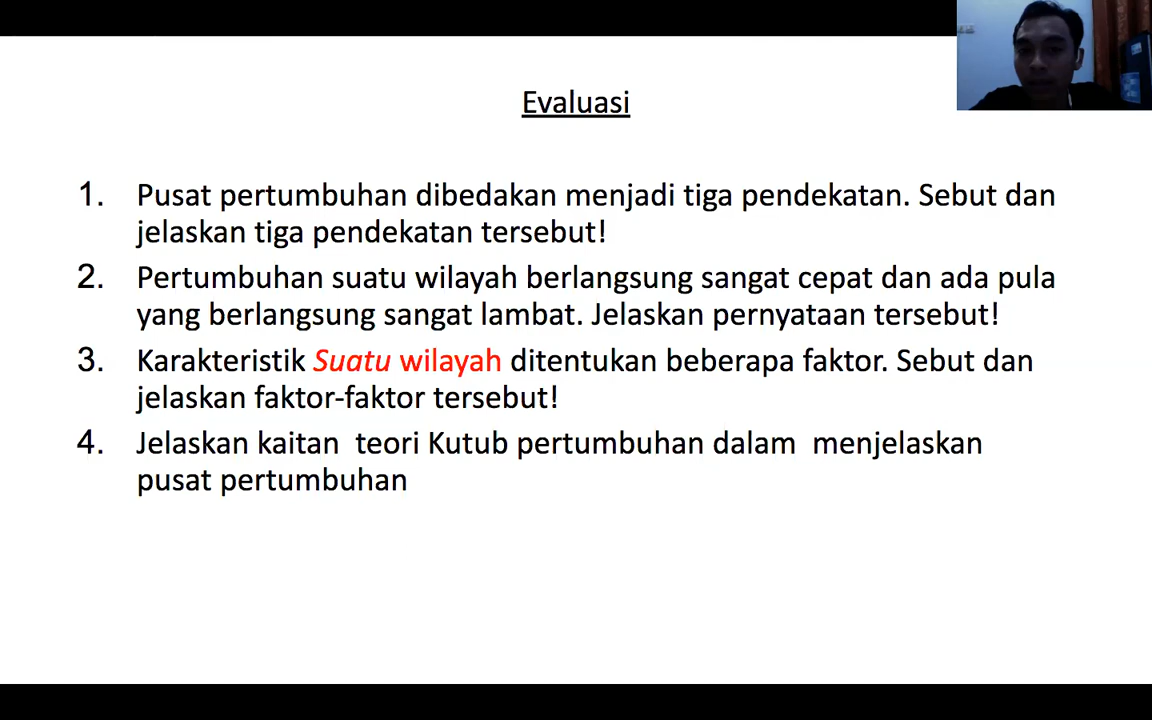 Evaluasi
1. Pusat pertumbuhan dibedakan menjadi tiga pendekatan. Sebut dan
jelaskan tiga pendekatan tersebut!
2. Pertumbuhan suatu wilayah berlangsung sangat cepat dan ada pula
yang berlangsung sangat lambat. Jelaskan pernyataan tersebut!
3. Karakteristik Suatu wilayah ditentukan beberapa faktor. Sebut dan
jelaskan faktor-faktor tersebut!
4. Jelaskan kaitan  teori Kutub pertumbuhan dalam  menjelaskan
pusat pertumbuhan